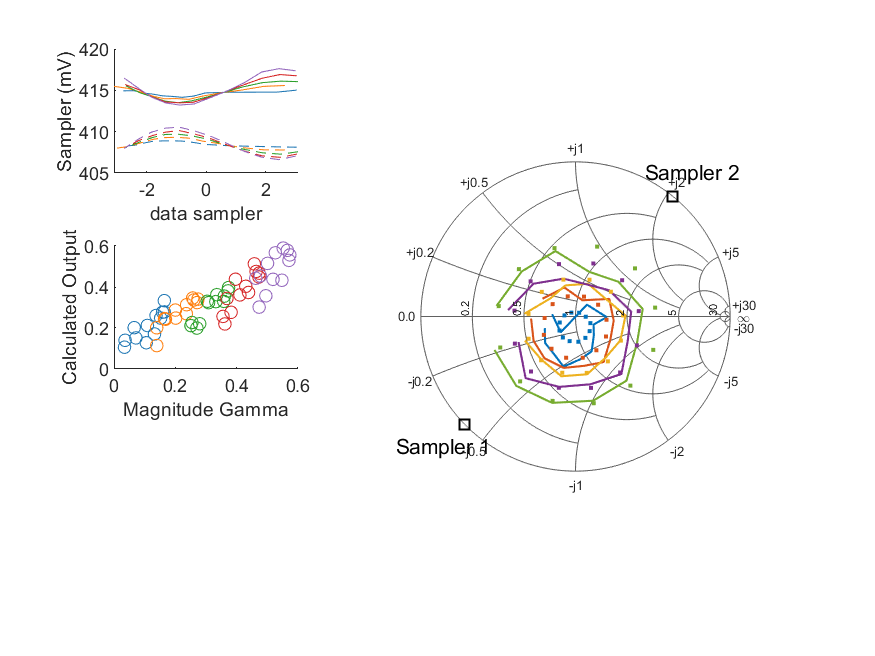 420
415
410
405
Sampler (mV)
-2 0 2
data sampler
0.6
0.4
0.2
0
Calculated Output
0 0.2 0.4 0.6
Magnitude Gamma
+j1
Sampler 2
+j2
+j0.5
+j0.2
+j5
0.0
0.2
0.5
1
2
5
30
+j30
∞
-j30
-j0.2
-j5
Sampler 1
-j0.5
-j2
-j1